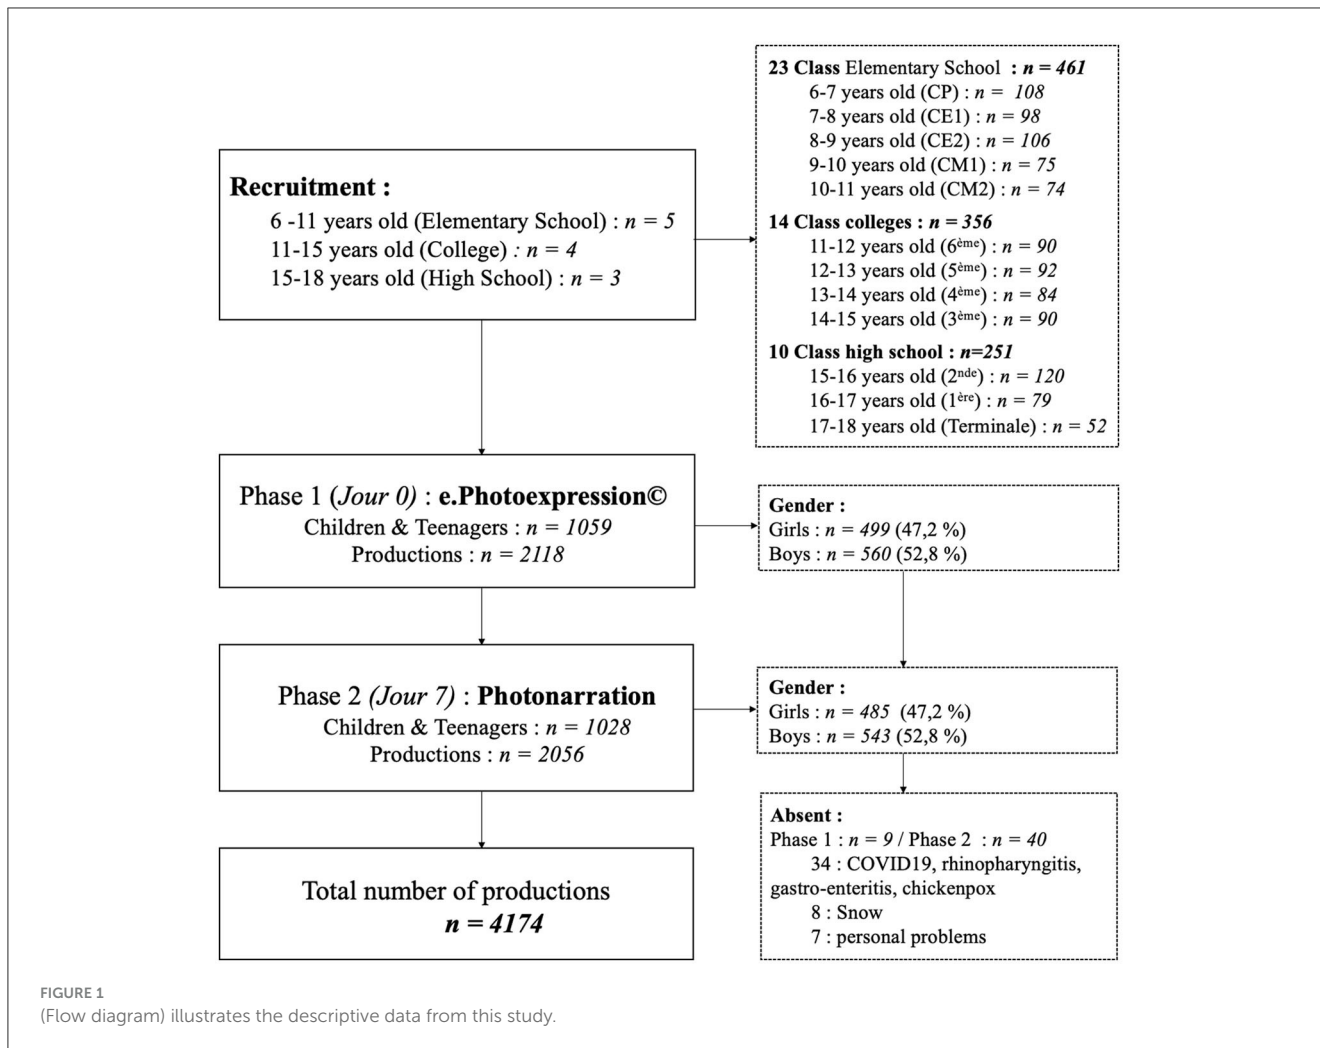 Recruitment :
6 -11 years old (Elementary School) : n = 5
11-15 years old (College) : n = 4
15-18 years old (High School) : n = 3
23 Class Elementary School : n = 461
6-7 years old (CP) : n = 108
7-8 years old (CE1) : n = 98
8-9 years old (CE2) : n = 106
9-10 years old (CM1) : n = 75
10-11 years old (CM2) : n = 74
14 Class colleges : n = 356
11-12 years old (6ème) : n = 90
12-13 years old (5ème) : n = 92
13-14 years old (4ème) : n = 84
14-15 years old (3ème) : n = 90
10 Class high school : n=251
15-16 years old (2nde) : n = 120
16-17 years old (1ère) : n = 79
17-18 years old (Terminale) : n = 52
Phase 1 (Jour 0) : e.Photoexpression©
Children & Teenagers : n = 1059
Productions : n = 2118
Gender :
Girls : n = 499 (47,2 %)
Boys : n = 560 (52,8 %)
Phase 2 (Jour 7) : Photonarration
Children & Teenagers : n = 1028
Productions : n = 2056
Gender :
Girls : n = 485 (47,2 %)
Boys : n = 543 (52,8 %)
Total number of productions
n = 4174
Absent :
Phase 1 : n = 9 / Phase 2 : n = 40
34 : COVID19, rhinopharyngitis,
gastro-enteritis, chickenpox
8 : Snow
7 : personal problems
FIGURE 1
(Flow diagram) illustrates the descriptive data from this study.